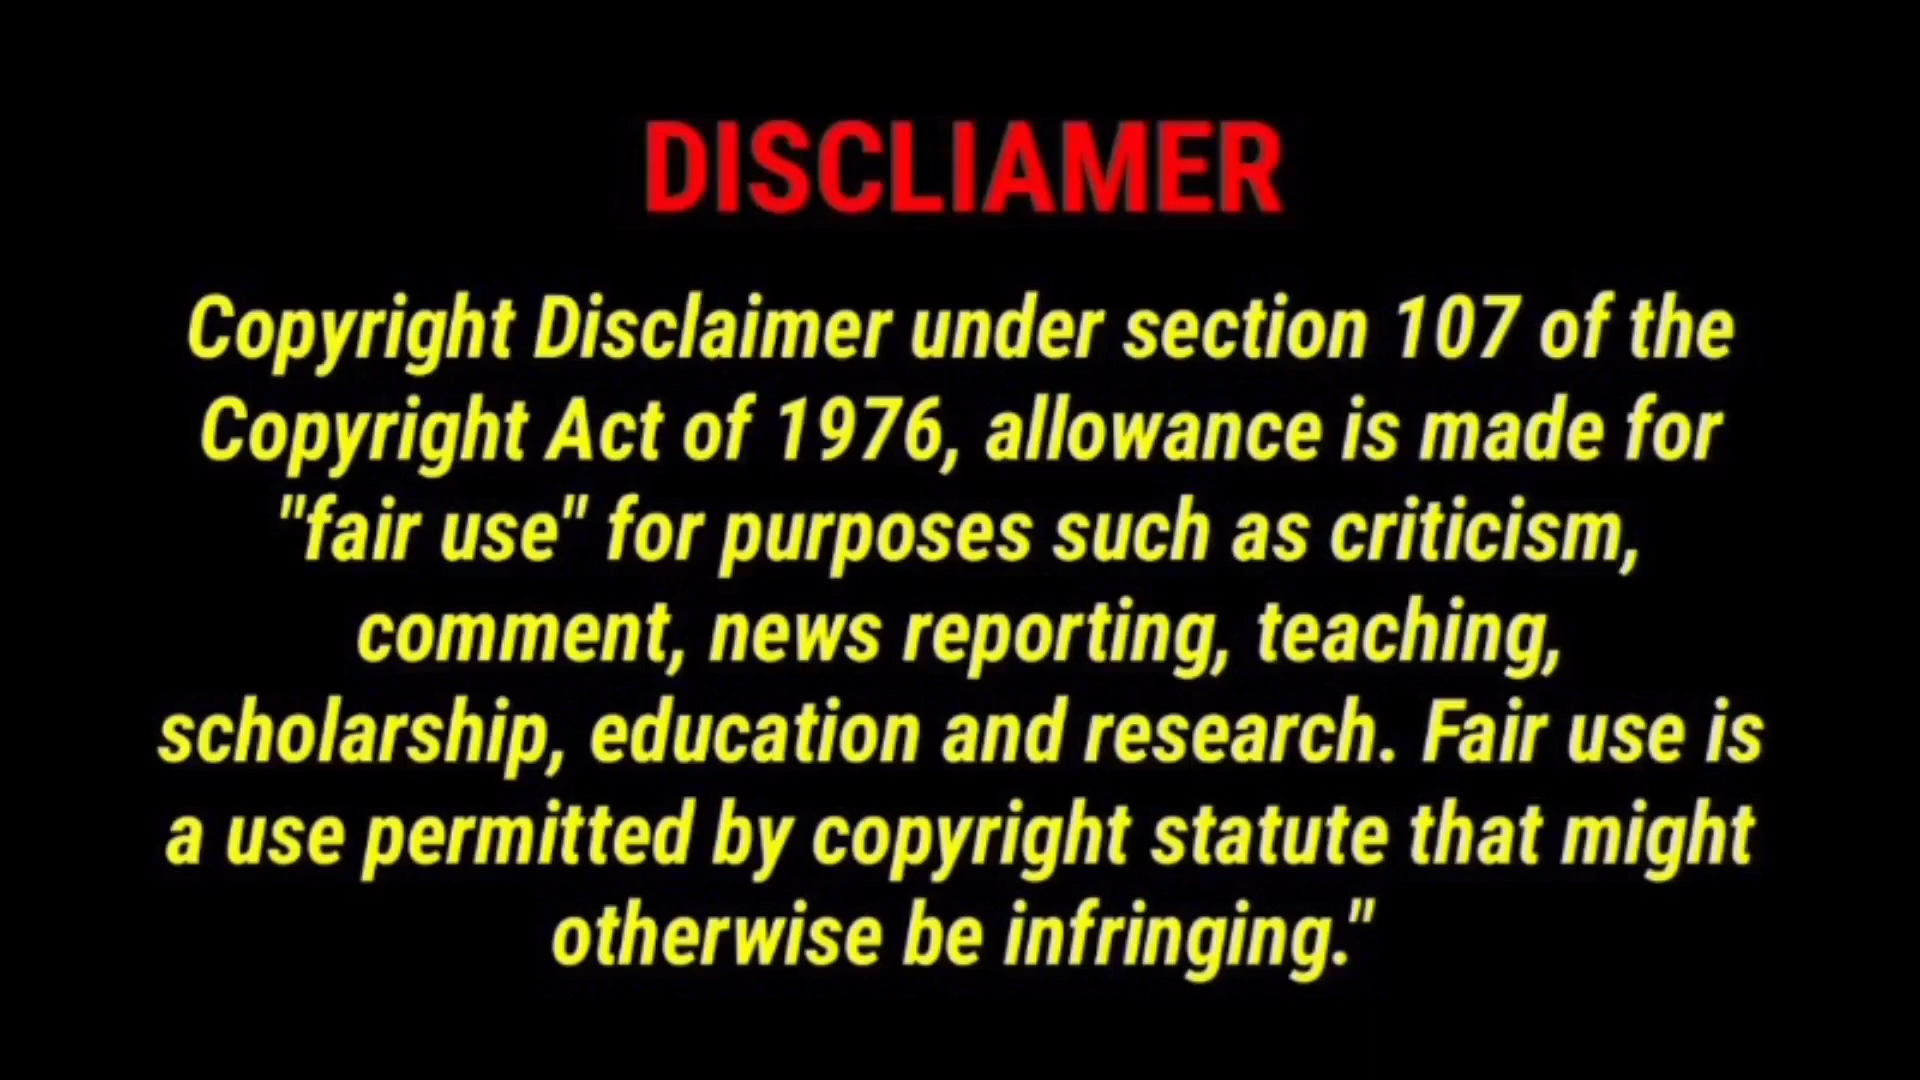 DISCLIAMER
Copyright Disclaimer under section 107 of the
Copyright Act of 1976, allowance is made for
"fair use" for purposes such as criticism,
comment, news reporting, teaching,
scholarship, education and research. Fair use is
a use permitted by copyright statute that might
otherwise be infringing."